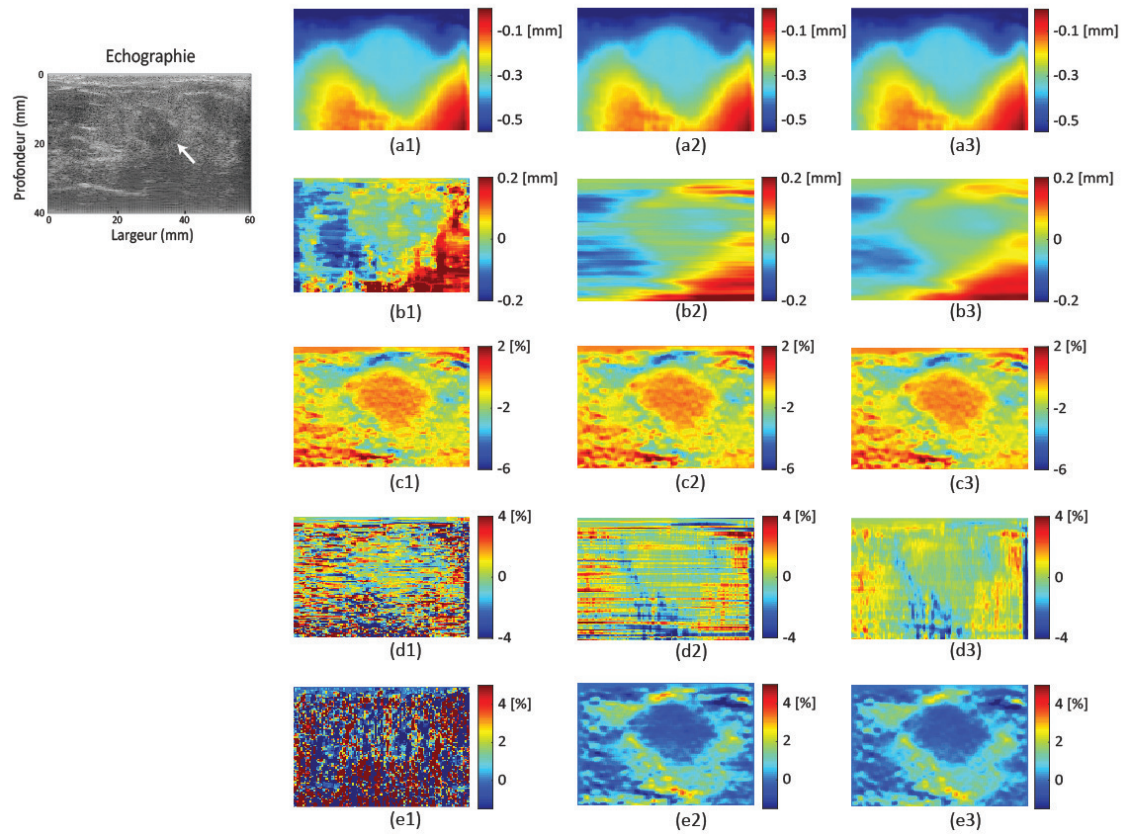 Echographie
Profondeur (mm)
0
20
40
0 20 40 60
Largeur (mm)
-0.1 [mm]
-0.3
-0.5
(a1)
-0.1 [mm]
-0.3
-0.5
(a2)
-0.1 [mm]
-0.3
-0.5
(a3)
0.2 [mm]
0
-0.2
(b1)
0.2 [mm]
0
-0.2
(b2)
0.2 [mm]
0
-0.2
(b3)
2 [%]
-2
-6
(c1)
2 [%]
-2
-6
(c2)
2 [%]
-2
-6
(c3)
4 [%]
0
-4
(d1)
4 [%]
0
-4
(d2)
4 [%]
0
-4
(d3)
4 [%]
2
0
(e1)
4 [%]
2
0
(e2)
4 [%]
2
0
(e3)